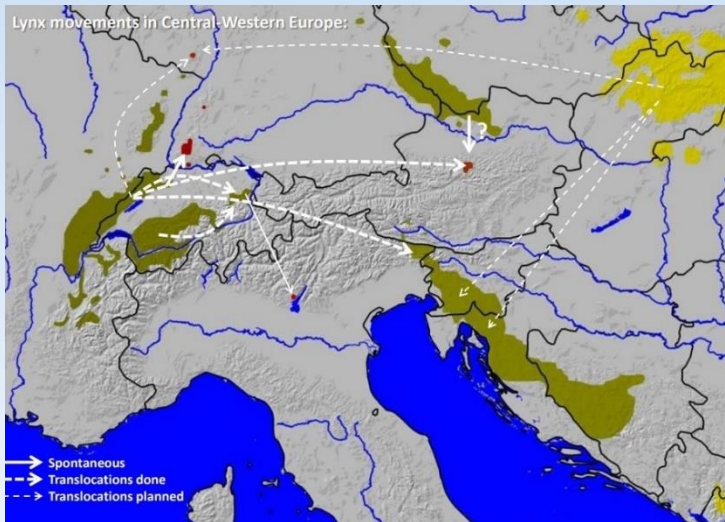 Lynx movements in Central-Western Europe:
?
Spontaneous
Translocations done
Translocations planned